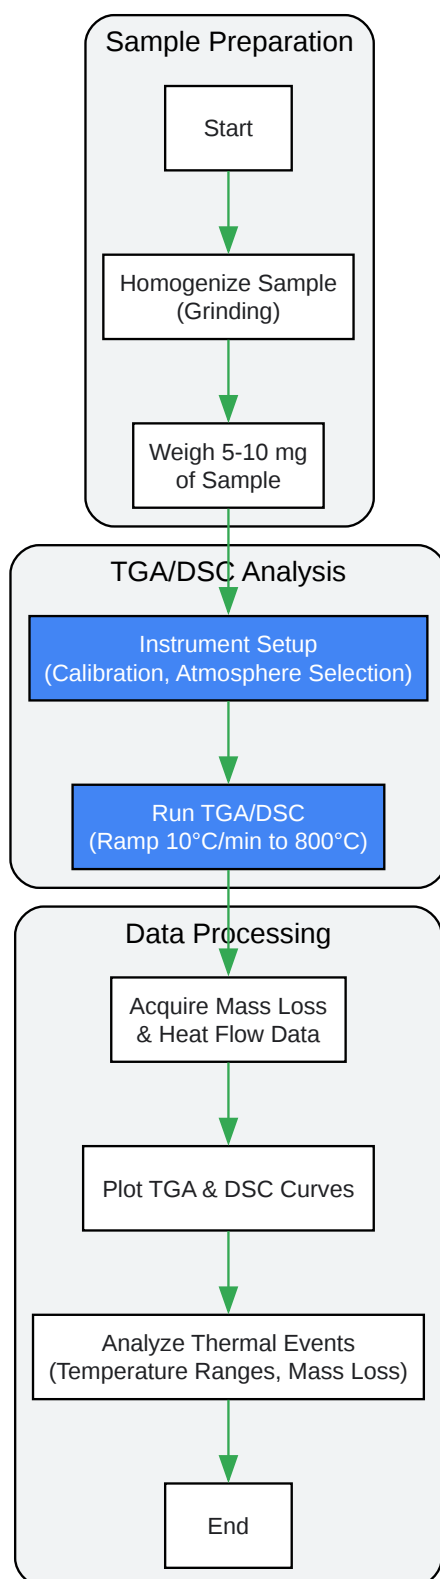 Sample Preparation
Start
Homogenize Sample
(Grinding)
Weigh 5-10 mg
of Sample
TGA/DSC Analysis
Instrument Setup
(Calibration, Atmosphere Selection)
Run TGA/DSC
(Ramp 10°C/min to 800°C)
Data Processing
Acquire Mass Loss
& Heat Flow Data
Plot TGA & DSC Curves
Analyze Thermal Events
(Temperature Ranges, Mass Loss)
End